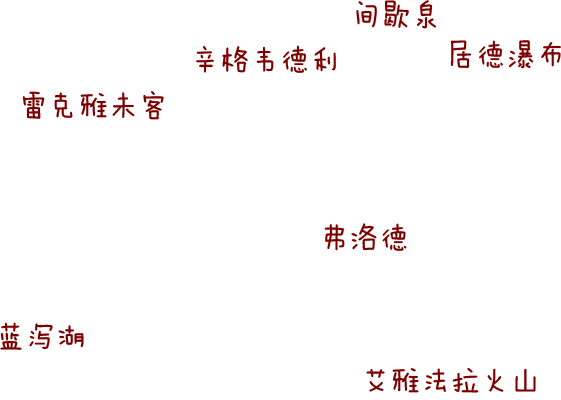 间歇泉
辛格韦德利
居德瀑布
雷克雅未客
弗洛德
蓝泻湖
艾雅法拉火山